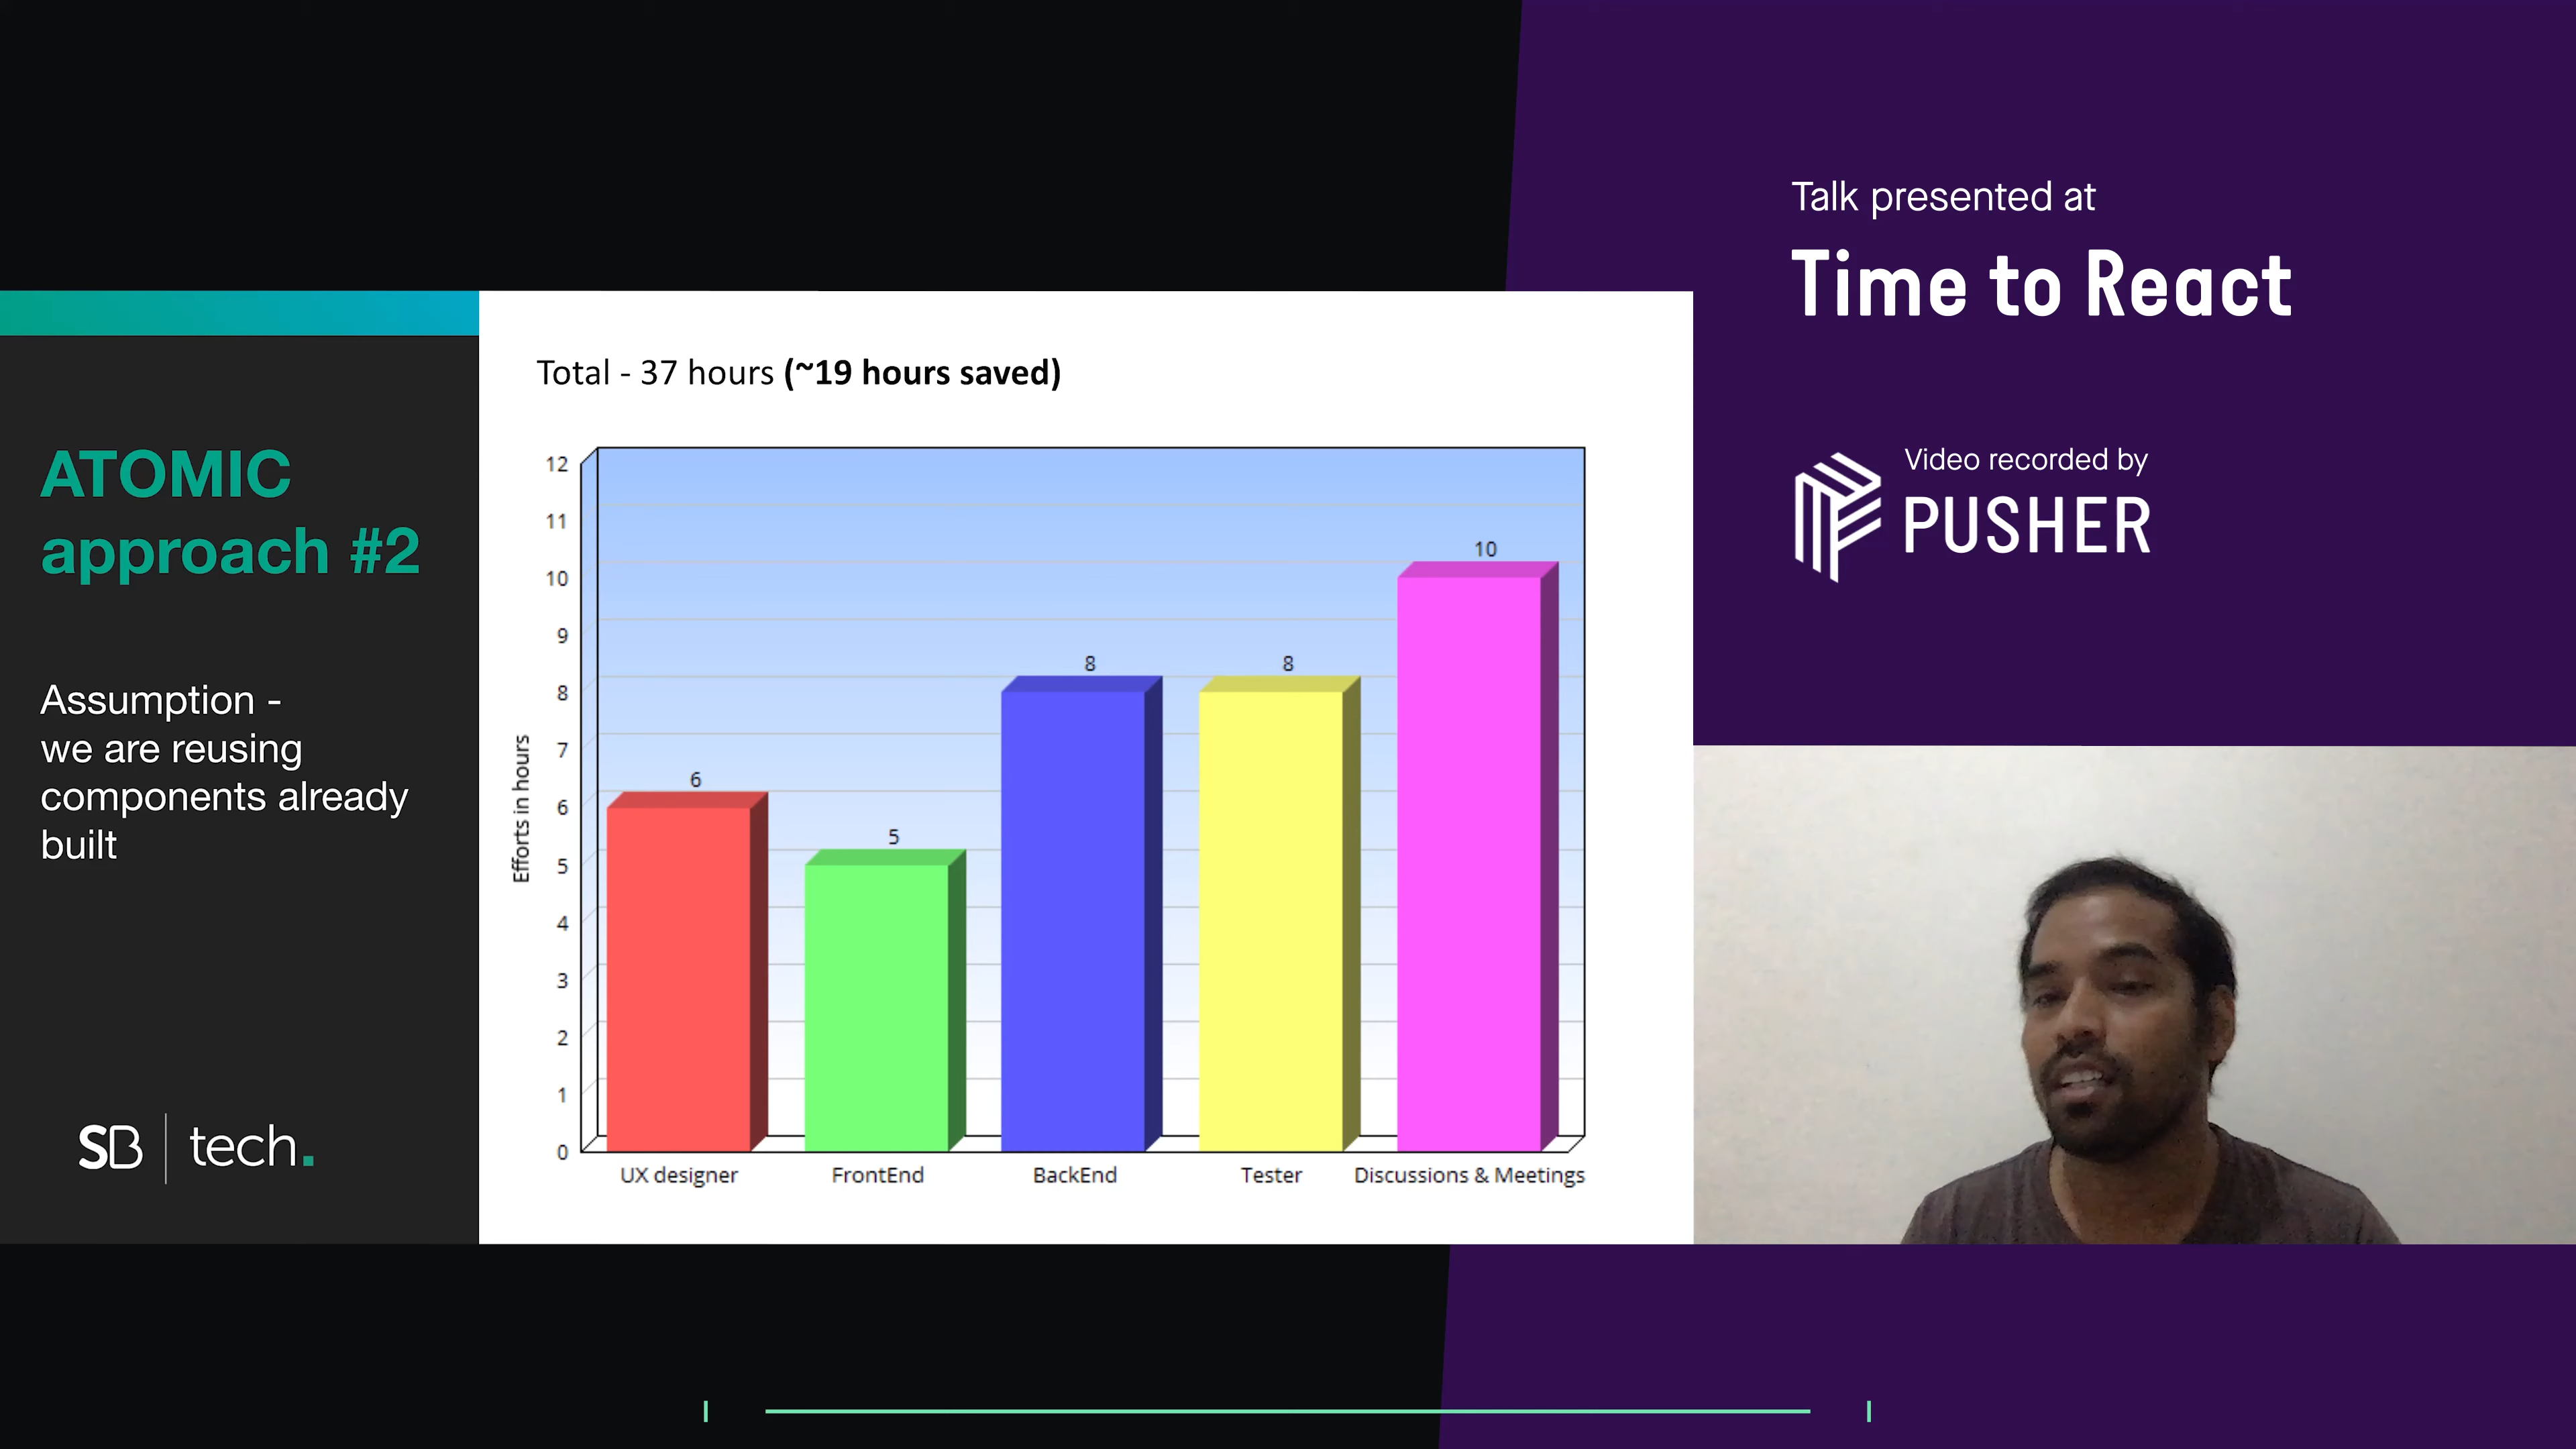 Talk presented at
Time to React
Video recorded by
PUSHER
ATOMIC
approach #2
Assumption -
we are reusing
components already
built
SB tech.
Total - 37 hours (~19 hours saved)
Efforts in hours
12
11
10
9
8
7
6
5
4
3
2
1
0
6
5
8
8
10
UX designer
FrontEnd
BackEnd
Tester
Discussions & Meetings